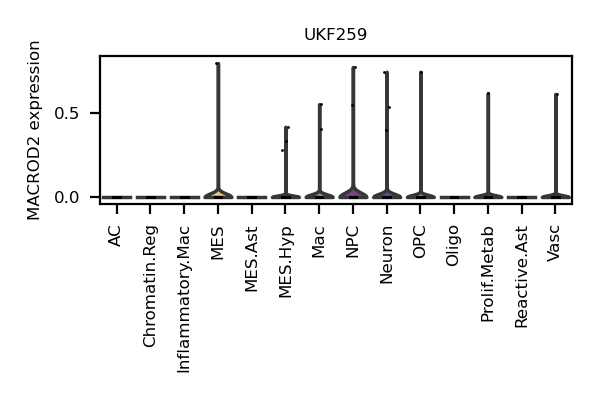 UKF259
MACROD2 expression
0.5
0.0
AC
Chromatin.Reg
Inflammatory.Mac
MES
MES.Ast
MES.Hyp
Mac
NPC
Neuron
OPC
Oligo
Prolif.Metab
Reactive.Ast
Vasc